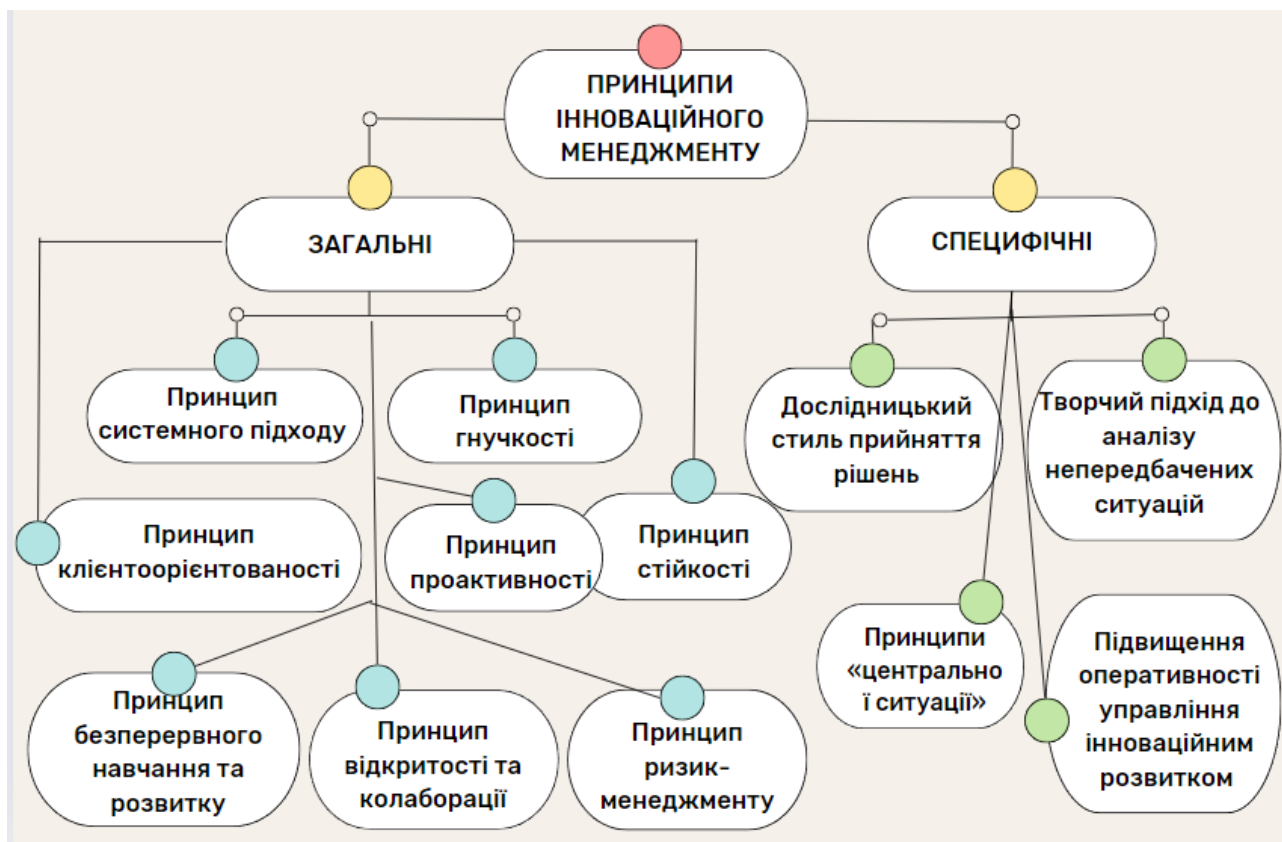 ПРИНЦИПИ
ІННОВАЦІЙНОГО
МЕНЕДЖМЕНТУ
ЗАГАЛЬНІ
СПЕЦИФІЧНІ
Принцип
системного підходу
Принцип
гнучкості
Дослідницький
стиль прийняття
рішень
Творчий підхід до
аналізу
непередбачених
ситуацій
Принцип
клієнтоорієнтованості
Принцип
проактивності
Принцип
стійкості
Принципи
«центрально
ї ситуації»
Підвищення
оперативності
управління
інноваційним
розвитком
Принцип
безперервного
навчання та
розвитку
Принцип
відкритості та
колаборації
Принцип
ризик-
менеджменту